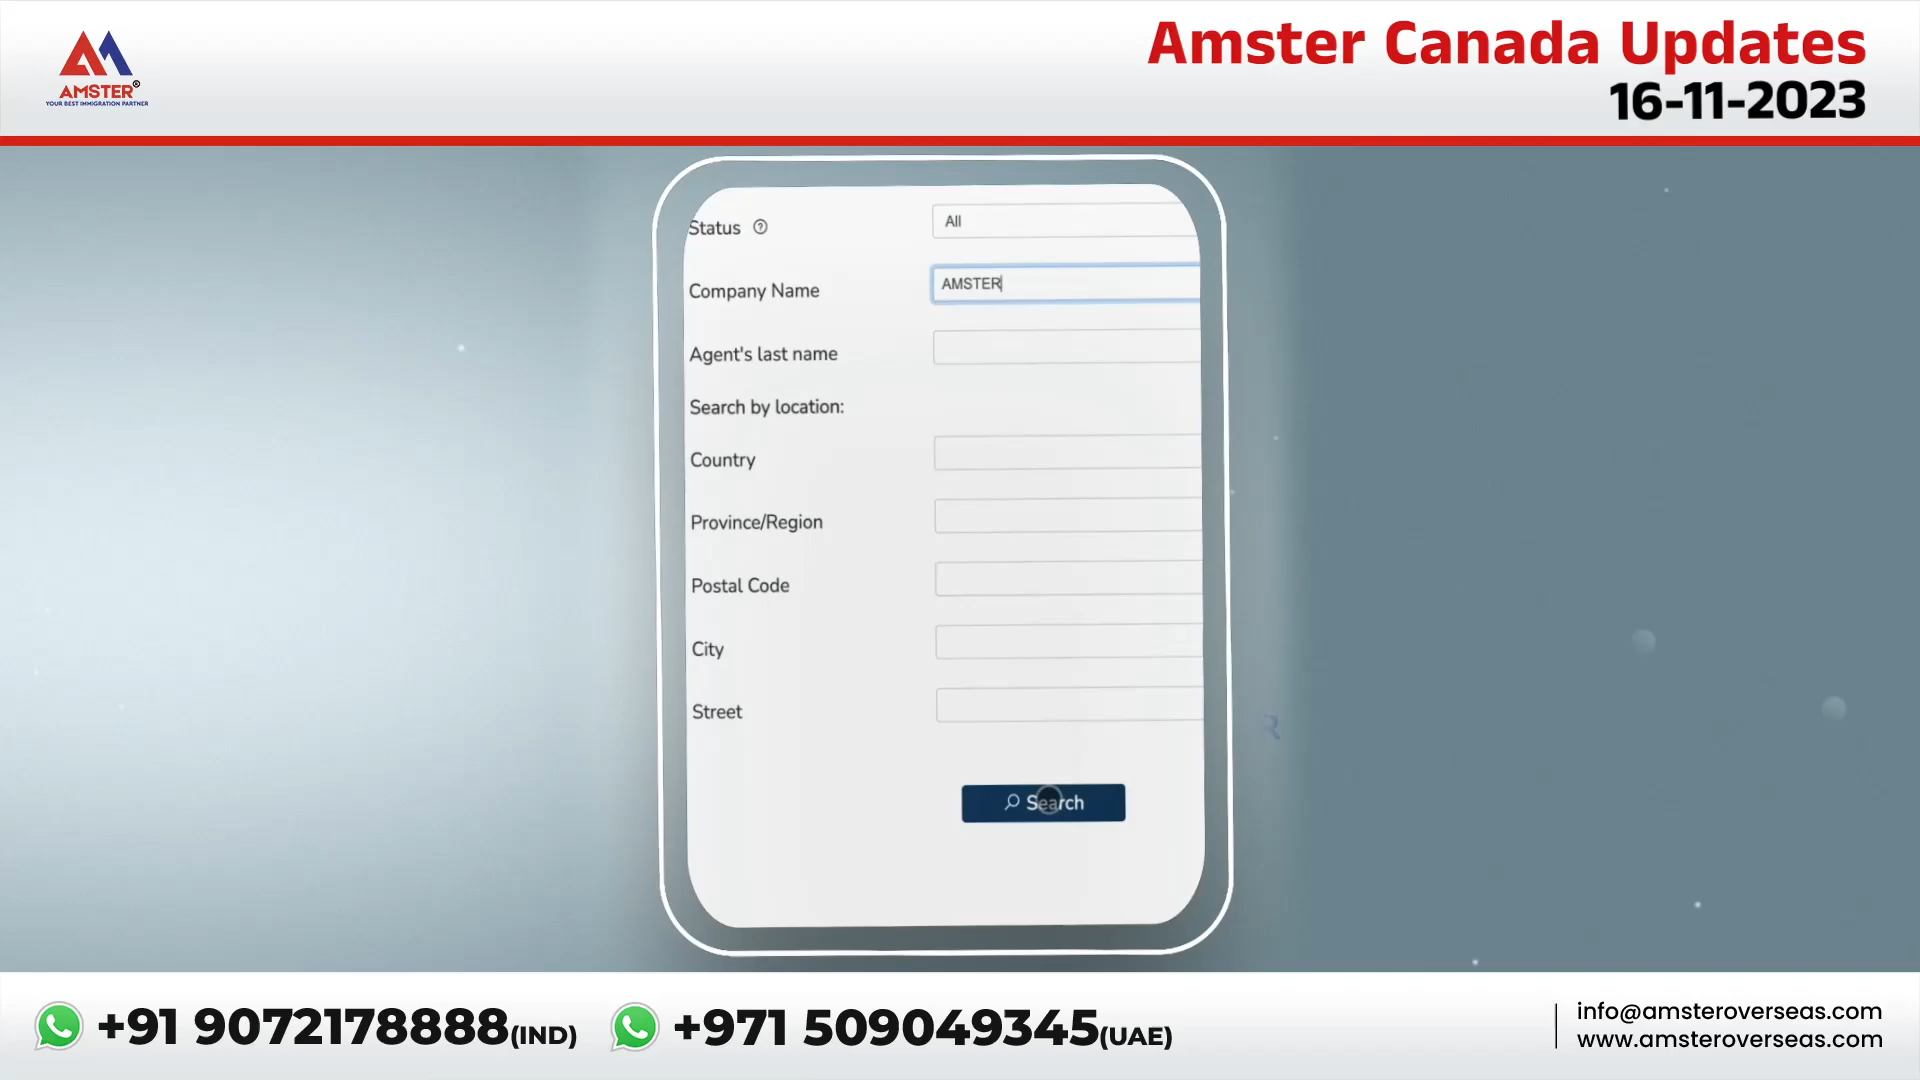 AMSTER®
YOUR BEST IMMIGRATION PARTNER
Amster Canada Updates
16-11-2023
Status ?
All
Company Name
AMSTER
Agent's last name
Search by location:
Country
Province/Region
Postal Code
City
Street
R
Search
+91 9072178888(IND)
+971 509049345(UAE)
info@amsteroverseas.com
www.amsteroverseas.com